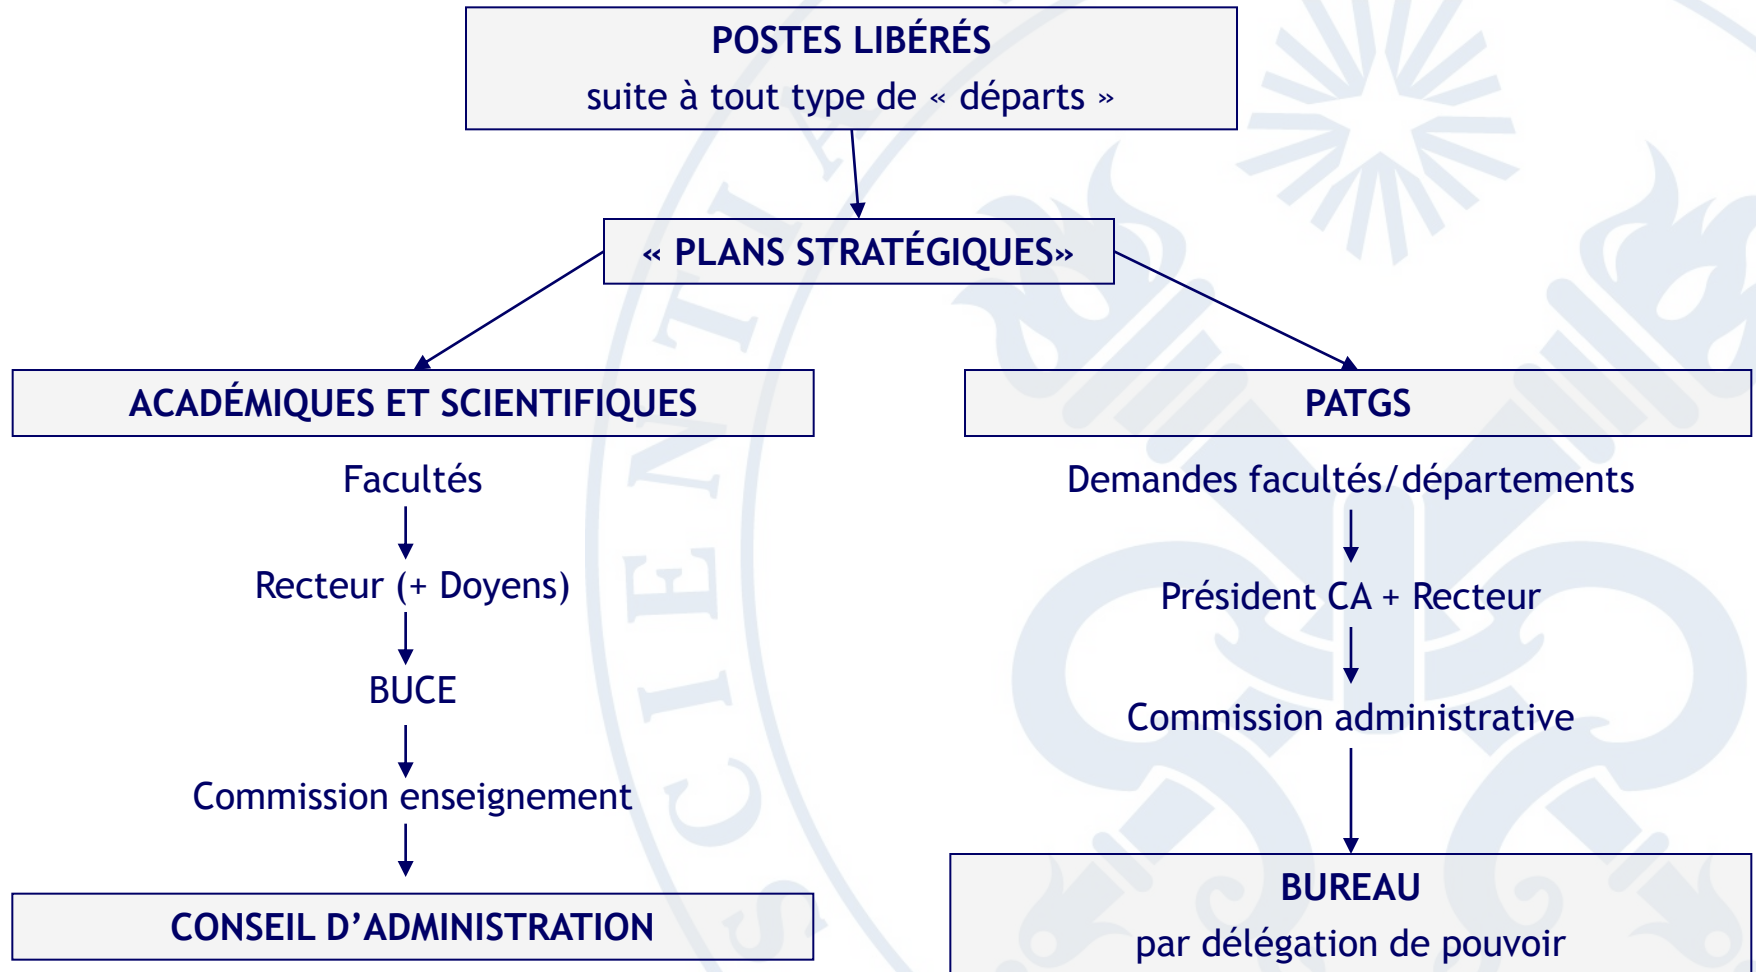 POSTES LIBÉRÉS
suite à tout type de « départs »
« PLANS STRATÉGIQUES»
ACADÉMIQUES ET SCIENTIFIQUES
Facultés
Recteur (+ Doyens)
BUCE
Commission enseignement
CONSEIL D’ADMINISTRATION
PATGS
Demandes facultés/départements
Président CA + Recteur
Commission administrative
BUREAU
par délégation de pouvoir
SCIENTIA